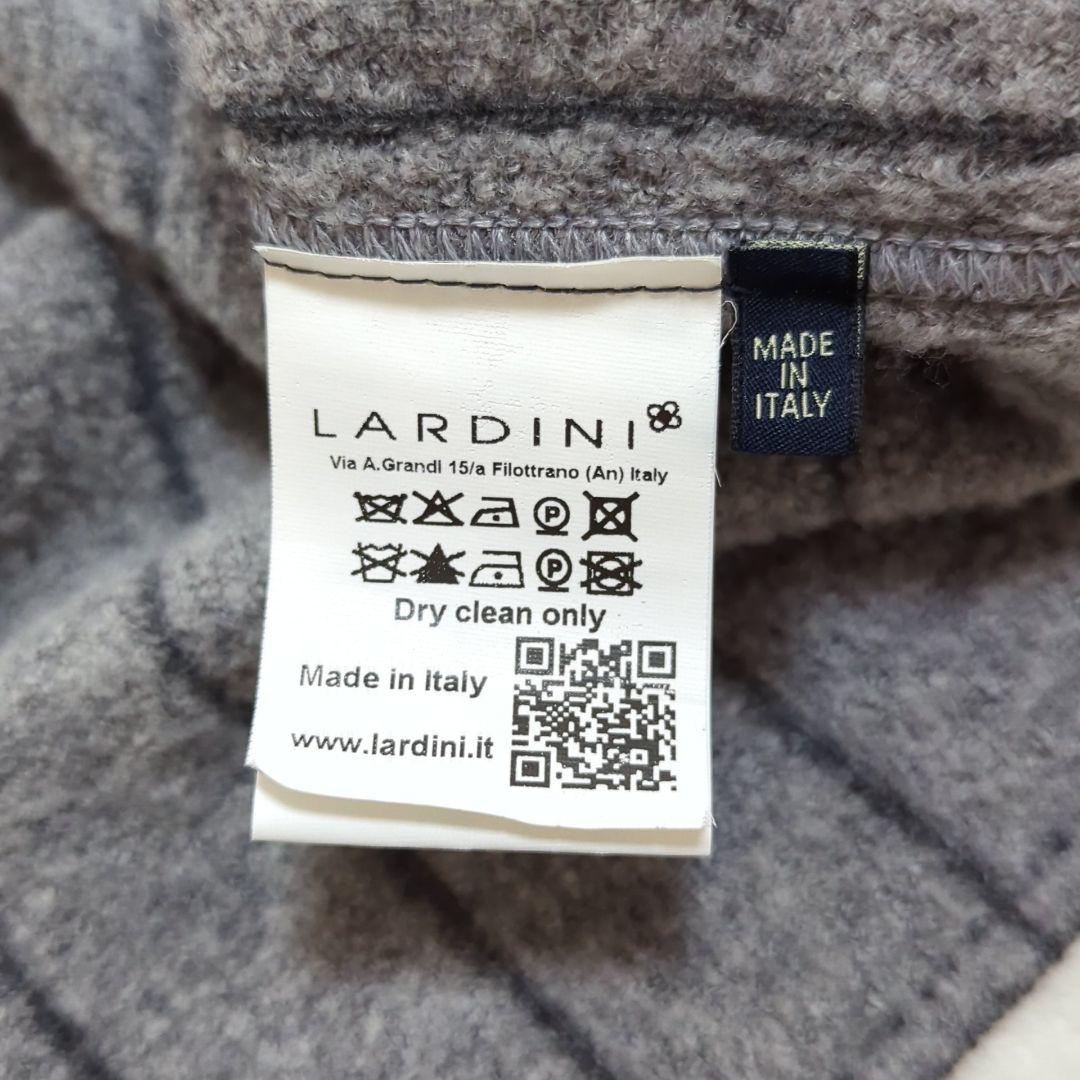 LARDINI
Via A.Grandi 15/a Filottrano (An) Italy
P
P
Dry clean only
Made in Italy
www.lardini.it
MADE
IN
ITALY